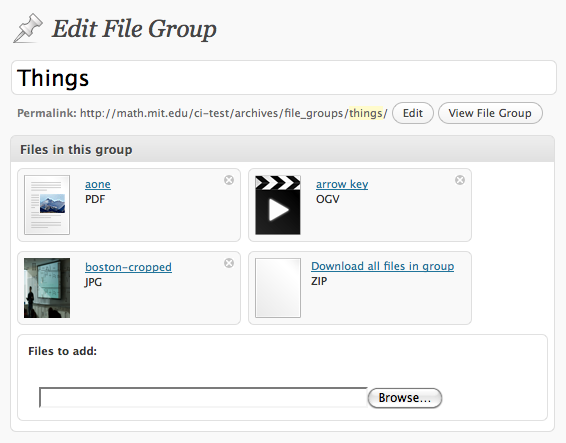 Edit File Group
Things
Permalink: http://math.mit.edu/ci-test/archives/file_groups/things/ Edit View File Group
Files in this group
aone
PDF
arrow key
OGV
boston-cropped
JPG
Download all files in group
ZIP
Files to add:
Browse...